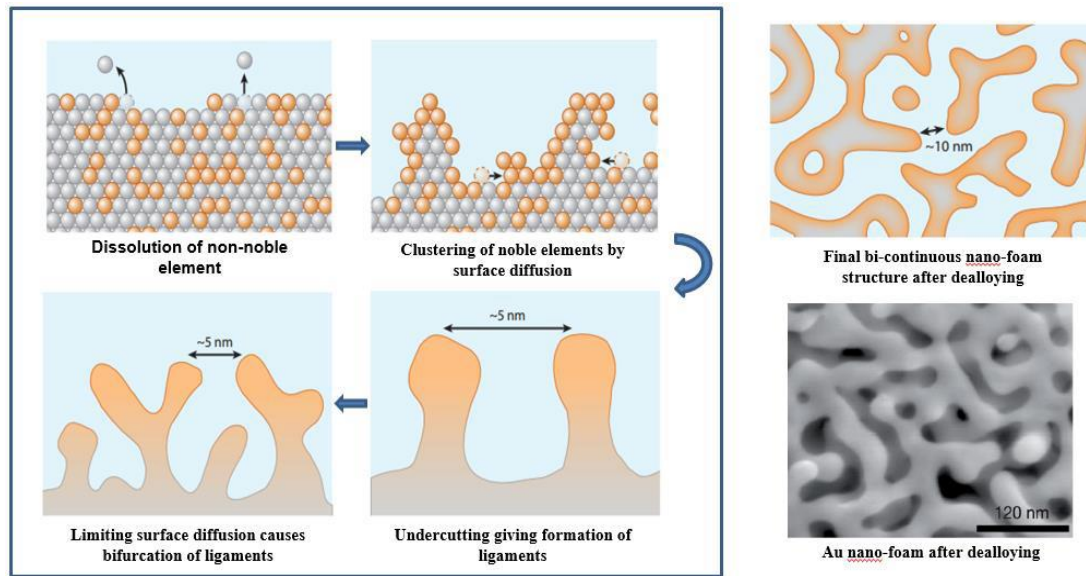 Dissolution of non-noble
element
Clustering of noble elements by
surface diffusion
~5 nm
Limiting surface diffusion causes
bifurcation of ligaments
~5 nm
Undercutting giving formation of
ligaments
~10 nm
Final bi-continuous nano-foam
structure after dealloying
120 nm
Au nano-foam after dealloying